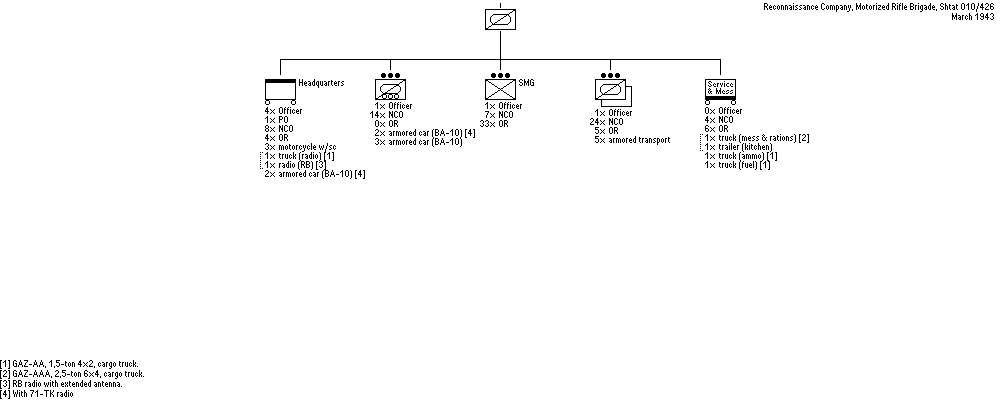 Reconnaissance Company, Motorized Rifle Brigade, Shtat 010/426
March 1943
Headquarters
4× Officer
1× PO
8× NCO
4× OR
3× motorcycle w/sc
1× truck (radio) [1]
1× radio (RB) [3]
2× armored car (BA-10) [4]
1× Officer
14× NCO
0× OR
2× armored car (BA-10) [4]
3× armored car (BA-10)
SMG
1× Officer
7× NCO
33× OR
1× Officer
24× NCO
5× OR
5× armored transport
Service
& Mess
0× Officer
4× NCO
6× OR
1× truck (mess & rations) [2]
1× trailer (kitchen)
1× truck (ammo) [1]
1× truck (fuel) [1]
[1] GAZ-AA, 1,5-ton 4×2, cargo truck.
[2] GAZ-AAA, 2,5-ton 6×4, cargo truck.
[3] RB radio with extended antenna.
[4] With 71-TK radio